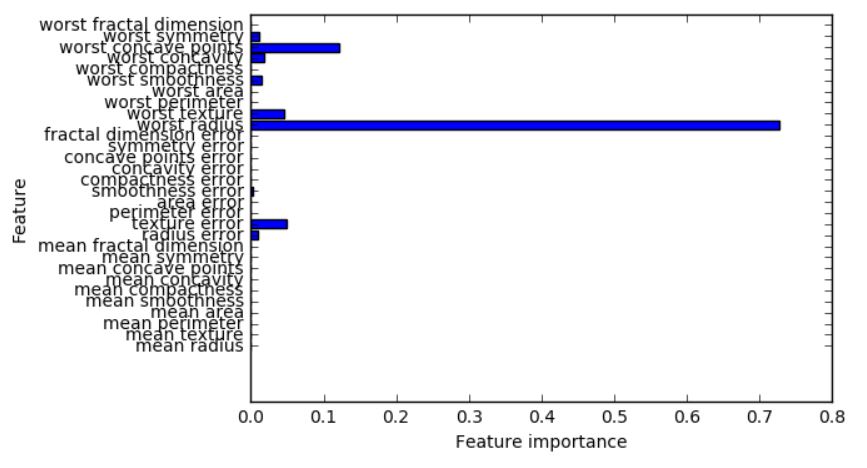 worst fractal dimension
worst symmetry
worst concave points
worst concavity
worst compactness
worst smoothness
worst area
worst perimeter
worst texture
worst radius
fractal dimension error
symmetry error
concave points error
concavity error
compactness error
smoothness error
area error
perimeter error
texture error
radius error
mean fractal dimension
mean symmetry
mean concave points
mean concavity
mean compactness
mean smoothness
mean area
mean perimeter
mean texture
mean radius
Feature
0.0 0.1 0.2 0.3 0.4 0.5 0.6 0.7 0.8
Feature importance